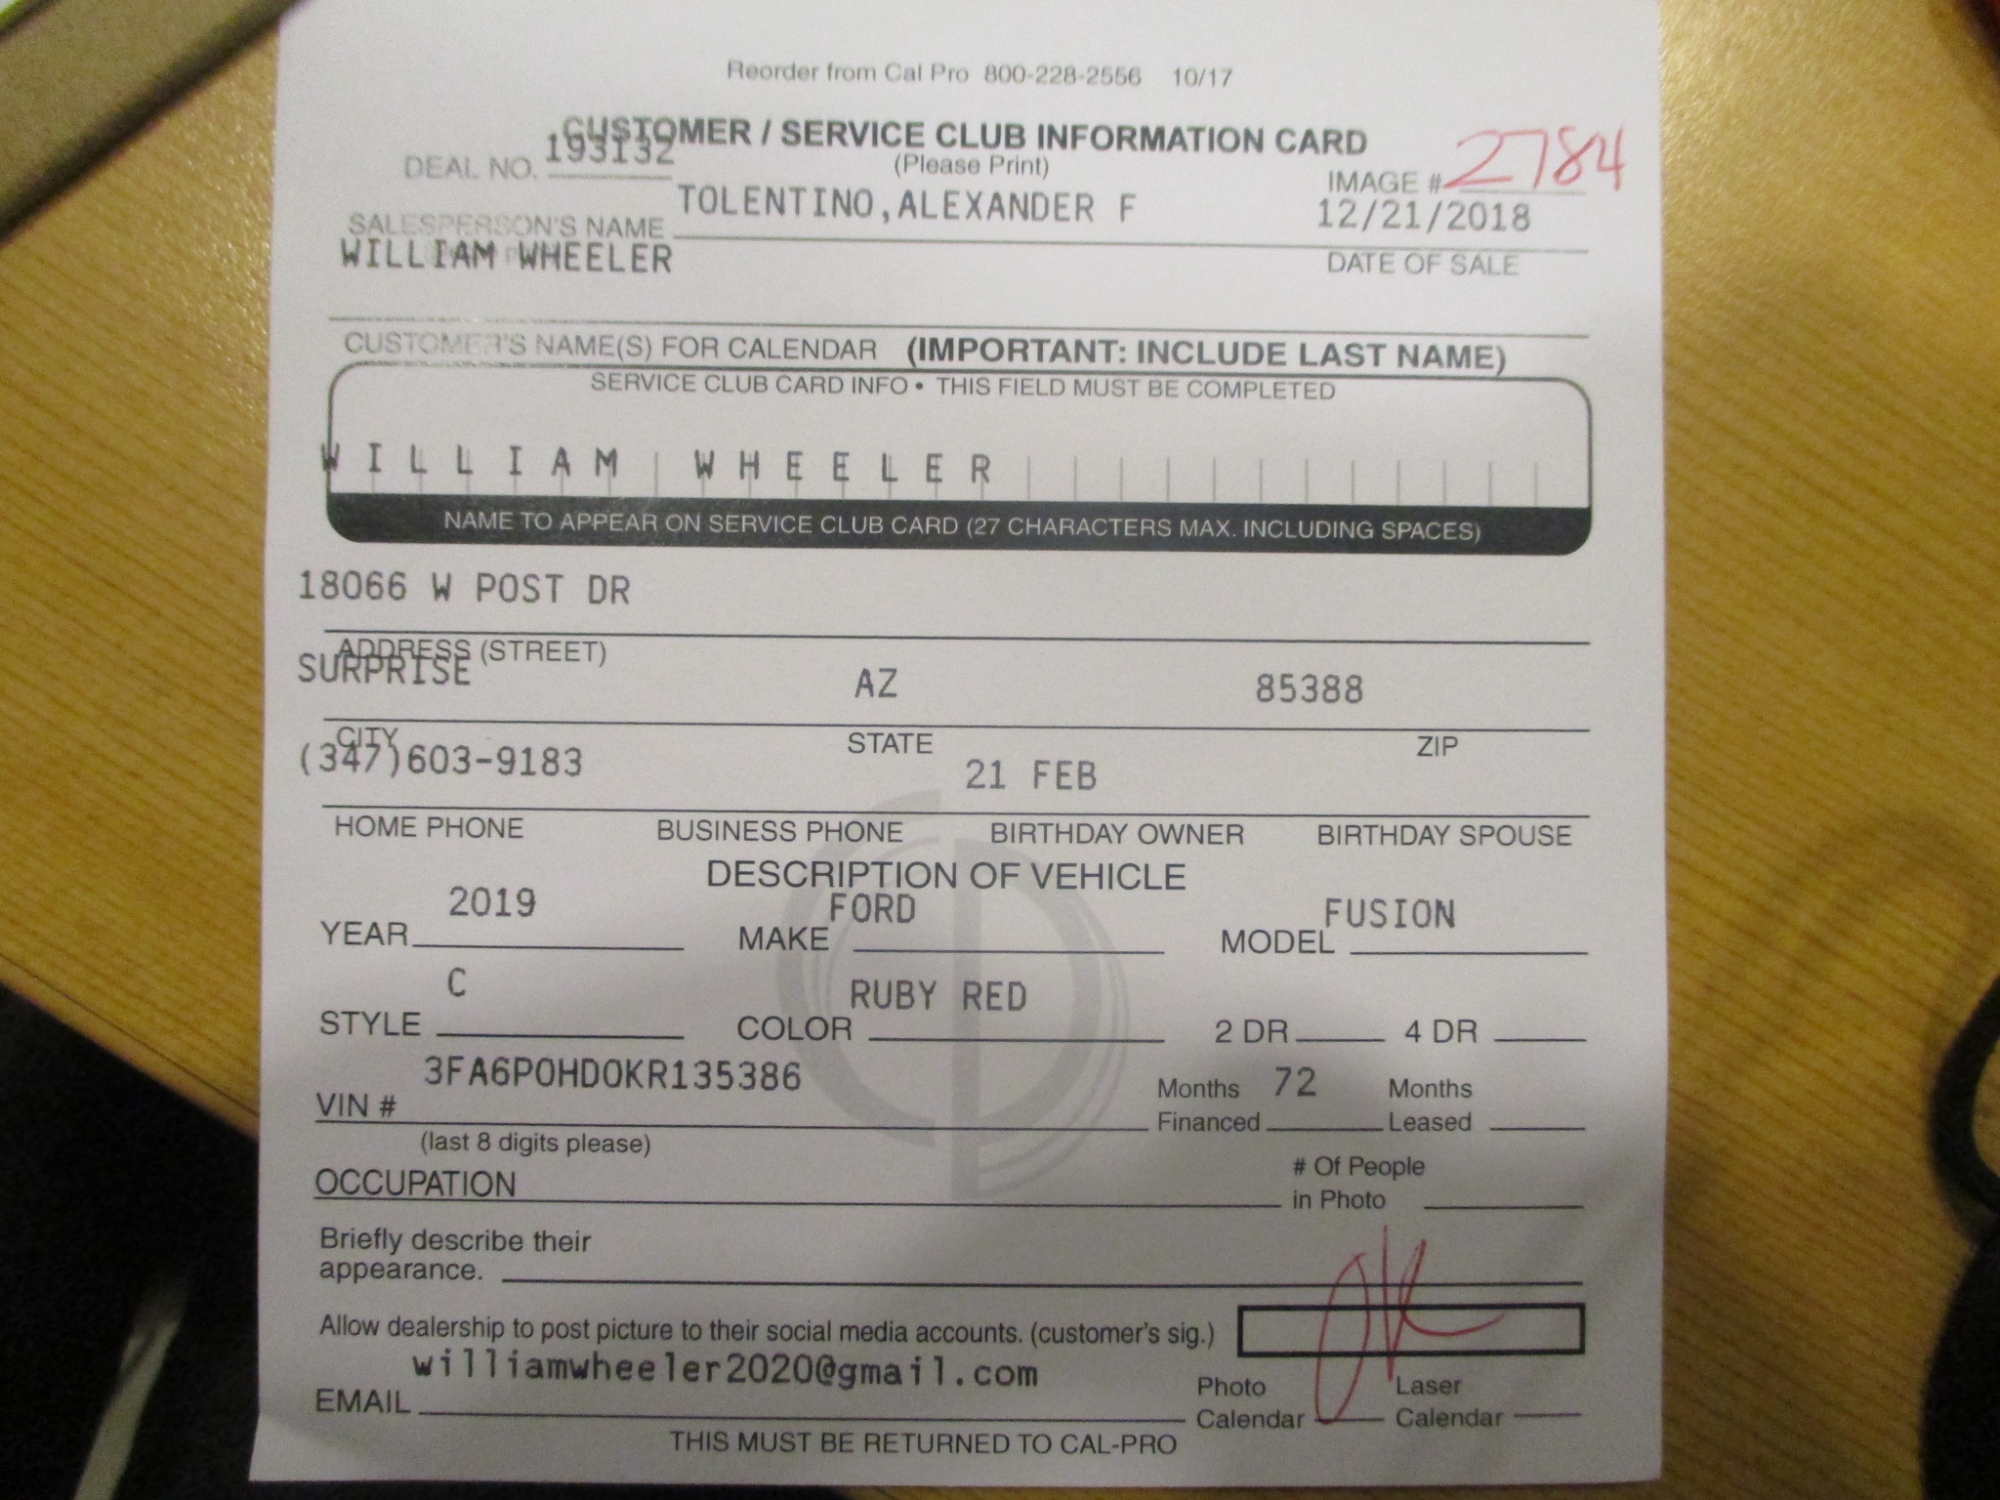 Reorder from Cal Pro 800-228-2556 10/17
CUSTOMER / SERVICE CLUB INFORMATION CARD
(Please Print)
DEAL NO. 193132
IMAGE # 2784
SALESPERSON'S NAME TOLENTINO,ALEXANDER F
12/21/2018
DATE OF SALE
WILLIAM WHEELER
CUSTOMER'S NAME(S) FOR CALENDAR (IMPORTANT: INCLUDE LAST NAME)
SERVICE CLUB CARD INFO • THIS FIELD MUST BE COMPLETED
WILLIAM WHEELER
NAME TO APPEAR ON SERVICE CLUB CARD (27 CHARACTERS MAX. INCLUDING SPACES)
18066 W POST DR
ADDRESS (STREET)
SURPRISE AZ 85388
CITY STATE ZIP
(347)603-9183 21 FEB
HOME PHONE BUSINESS PHONE BIRTHDAY OWNER BIRTHDAY SPOUSE
DESCRIPTION OF VEHICLE
YEAR 2019 MAKE FORD MODEL FUSION
STYLE C COLOR RUBY RED 2 DR 4 DR
VIN # 3FA6P0HD0KR135386
(last 8 digits please)
Months Financed 72 Months Leased
OCCUPATION
# Of People in Photo
Briefly describe their
appearance.
Allow dealership to post picture to their social media accounts. (customer's sig.)
EMAIL williamwheeler2020@gmail.com
Photo Calendar Laser Calendar
THIS MUST BE RETURNED TO CAL-PRO